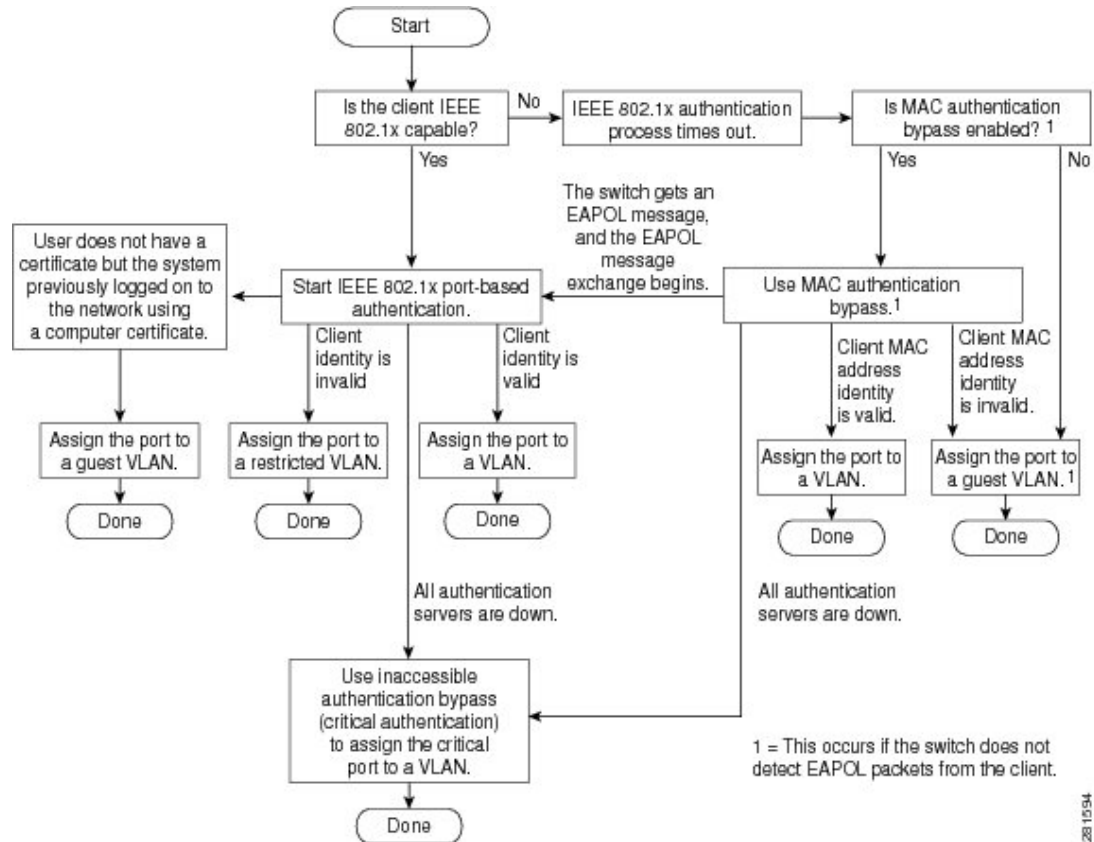 Start
Is the client IEEE
802.1x capable?
No
IEEE 802.1x authentication
process times out.
Is MAC authentication
bypass enabled? 1
Yes
Yes
No
The switch gets an
EAPOL message,
and the EAPOL
message
exchange begins.
User does not have a
certificate but the system
previously logged on to
the network using
a computer certificate.
Start IEEE 802.1x port-based
authentication.
Use MAC authentication
bypass.1
Client
identity is
invalid
Client
identity is
valid
Client MAC
address
identity
is valid.
Client MAC
address
identity
is invalid.
Assign the port to
a guest VLAN.
Assign the port to
a restricted VLAN.
Assign the port to
a VLAN.
Assign the port to
a VLAN.
Assign the port to
a guest VLAN.1
Done
Done
Done
Done
Done
All authentication
servers are down.
All authentication
servers are down.
Use inaccessible
authentication bypass
(critical authentication)
to assign the critical
port to a VLAN.
1 = This occurs if the switch does not
detect EAPOL packets from the client.
Done
281594